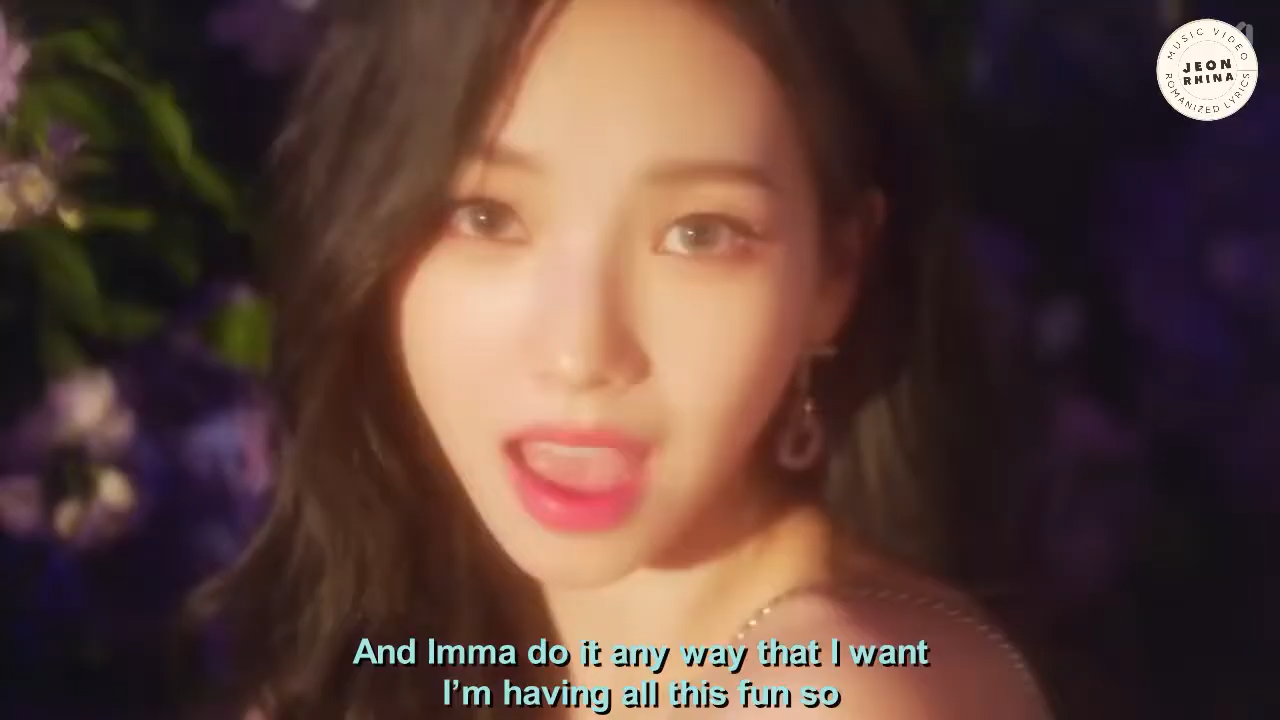 MUSIC VIDEO
JEON
RHINA
ROMANIZED LYRICS
And Imma do it any way that I want
I'm having all this fun so